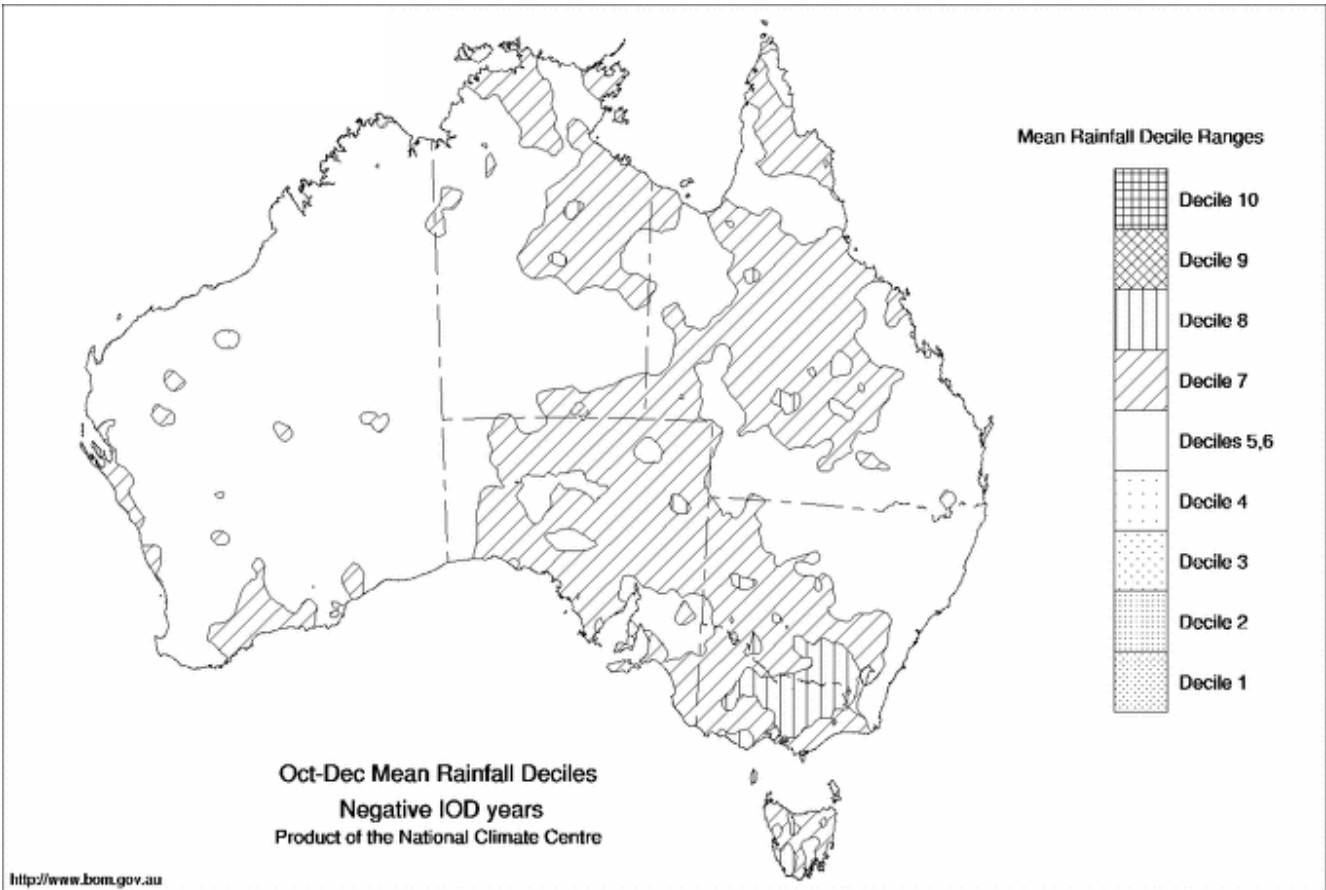 Mean Rainfall Decile Ranges
Decile 10
Decile 9
Decile 8
Decile 7
Deciles 5,6
Decile 4
Decile 3
Decile 2
Decile 1
Oct-Dec Mean Rainfall Deciles
Negative IOD years
Product of the National Climate Centre
http://www.bom.gov.au